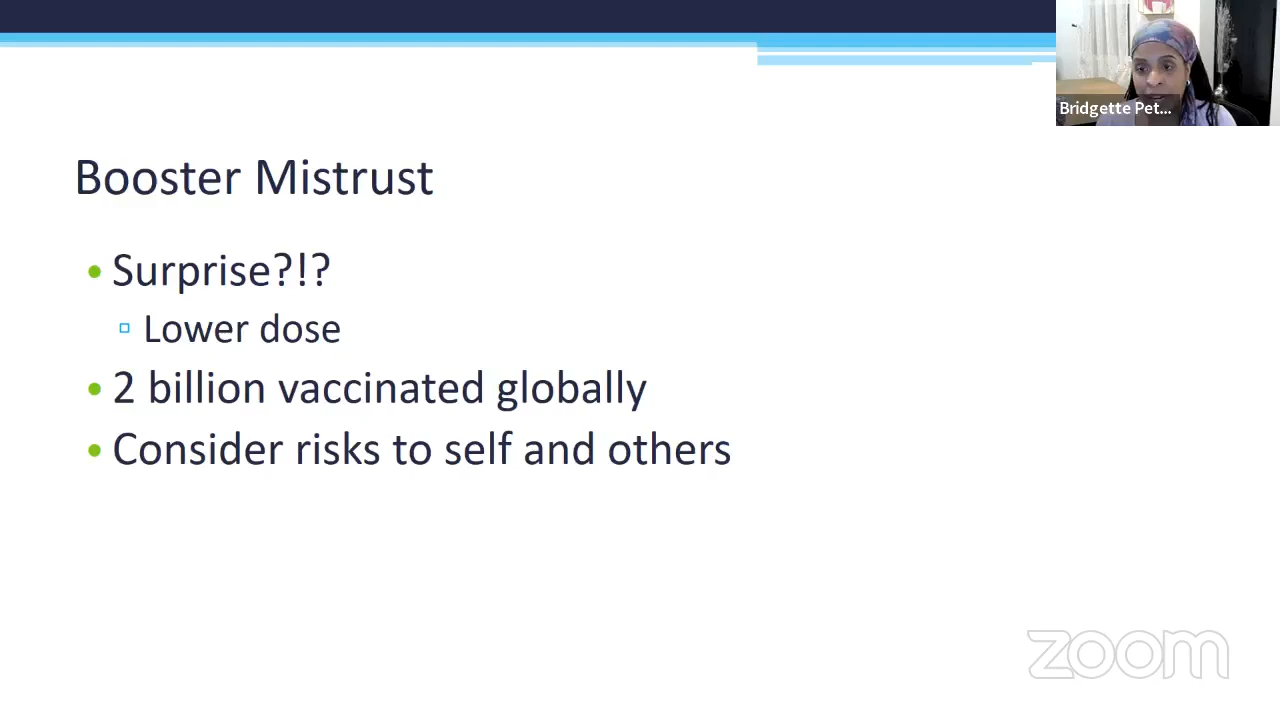 Bridgette Pet...
Booster Mistrust
Surprise?!?
Lower dose
2 billion vaccinated globally
Consider risks to self and others
zoom